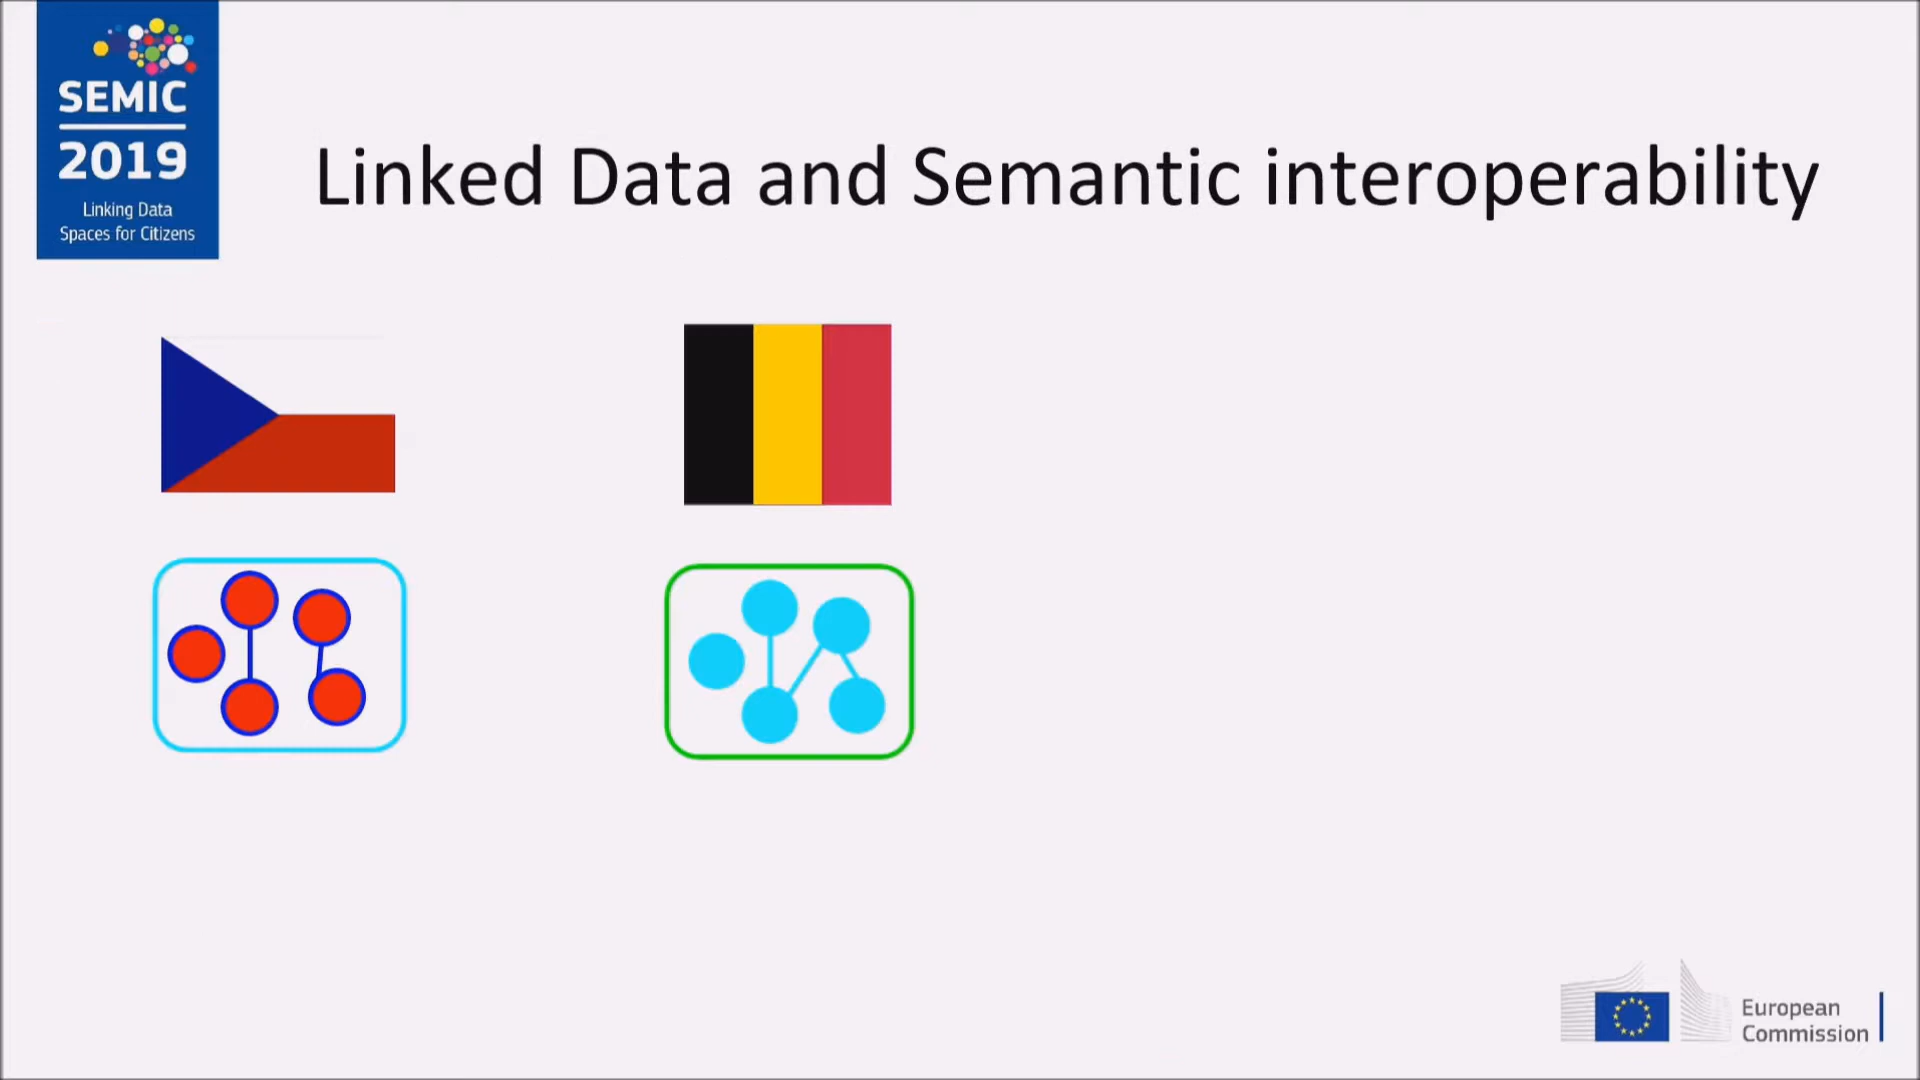 SEMIC
2019
Linking Data
Spaces for Citizens
Linked Data and Semantic interoperability
European
Commission